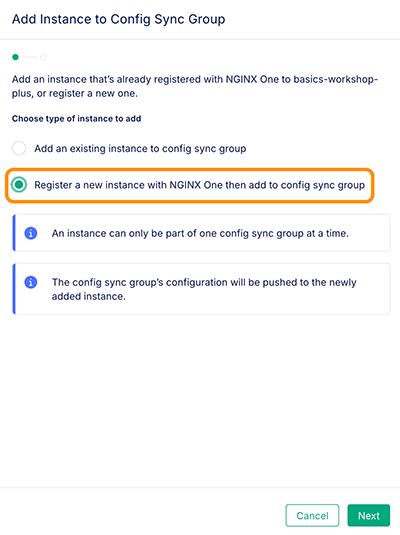 Add Instance to Config Sync Group
Add an instance that's already registered with NGINX One to basics-workshop-
plus, or register a new one.
Choose type of instance to add
Add an existing instance to config sync group
Register a new instance with NGINX One then add to config sync group
An instance can only be part of one config sync group at a time.
The config sync group's configuration will be pushed to the newly
added instance.
Cancel
Next